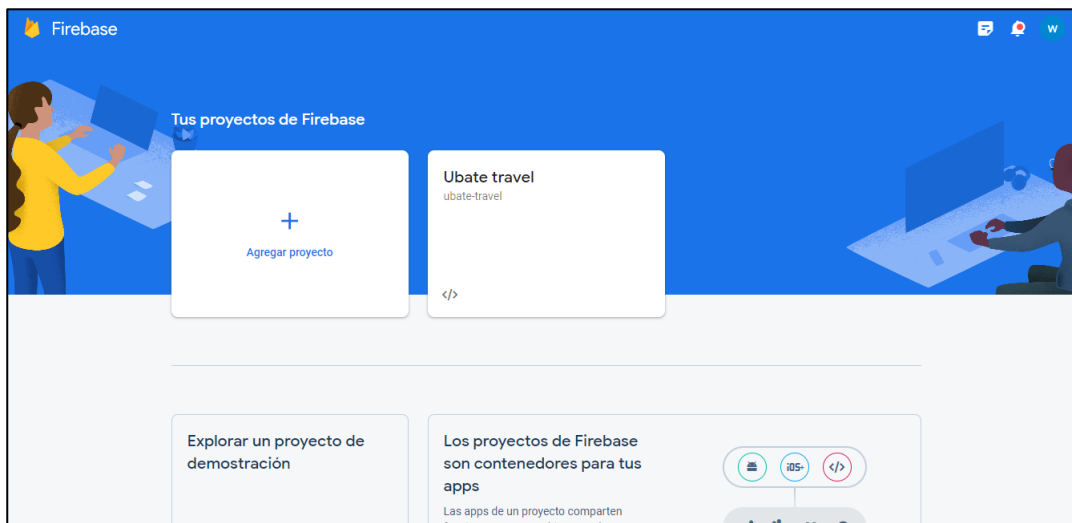 Firebase
W
Tus proyectos de Firebase
Agregar proyecto
Ubate travel
ubate-travel
</>
Explorar un proyecto de
demostración
Los proyectos de Firebase
son contenedores para tus
apps
Las apps de un proyecto comparten
iOS+
</>